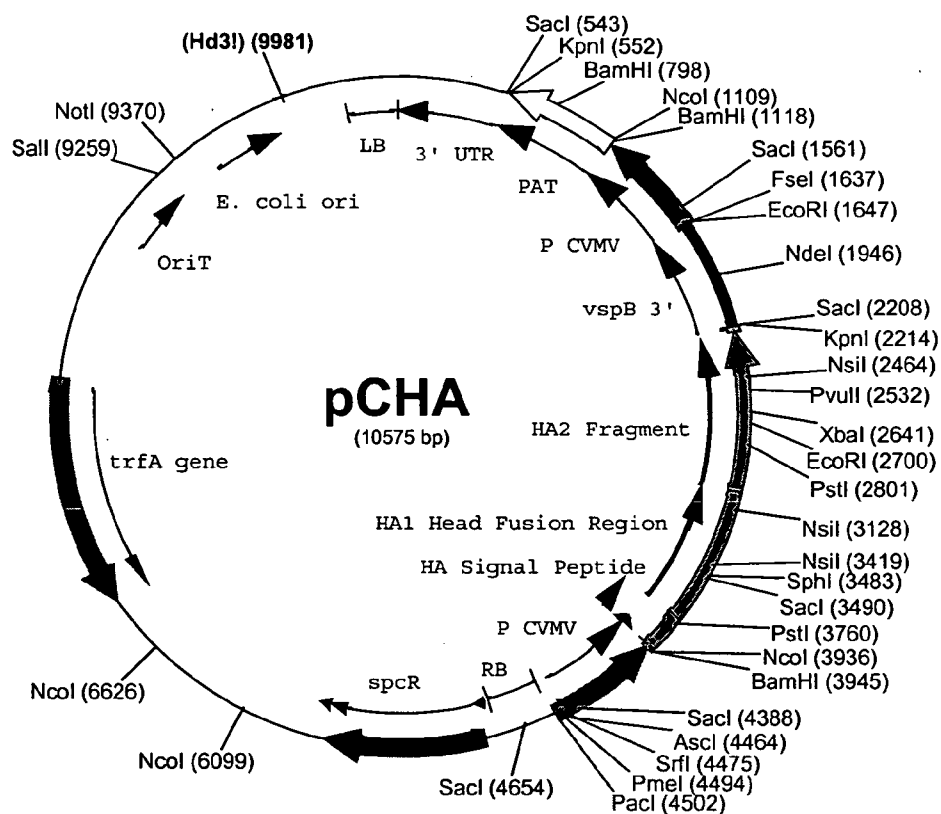 (Hd3I) (9981)
NotI (9370)
SalI (9259)
SacI (543)
KpnI (552)
BamHI (798)
NcoI (1109)
BamHI (1118)
SacI (1561)
FseI (1637)
EcoRI (1647)
NdeI (1946)
SacI (2208)
KpnI (2214)
NsiI (2464)
PvuII (2532)
XbaI (2641)
EcoRI (2700)
PstI (2801)
NsiI (3128)
NsiI (3419)
SphI (3483)
SacI (3490)
PstI (3760)
NcoI (3936)
BamHI (3945)
SacI (4388)
AscI (4464)
SrfI (4475)
PmeI (4494)
PacI (4502)
SacI (4654)
NcoI (6099)
NcoI (6626)
LB
3' UTR
PAT
P CVMV
vspB 3'
HA2 Fragment
HA1 Head Fusion Region
HA Signal Peptide
P CVMV
RB
spcR
trfA gene
OriT
E. coli ori
pCHA
(10575 bp)